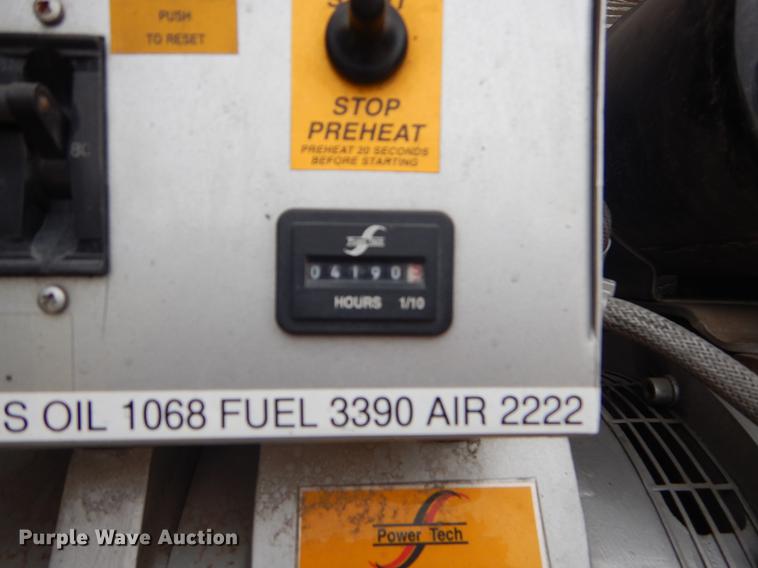 PUSH
TO RESET
STOP
PREHEAT
PREHEAT 20 SECONDS
BEFORE STARTING
80
04190
HOURS 1/10
S OIL 1068 FUEL 3390 AIR 2222
Power Tech
Purple Wave Auction